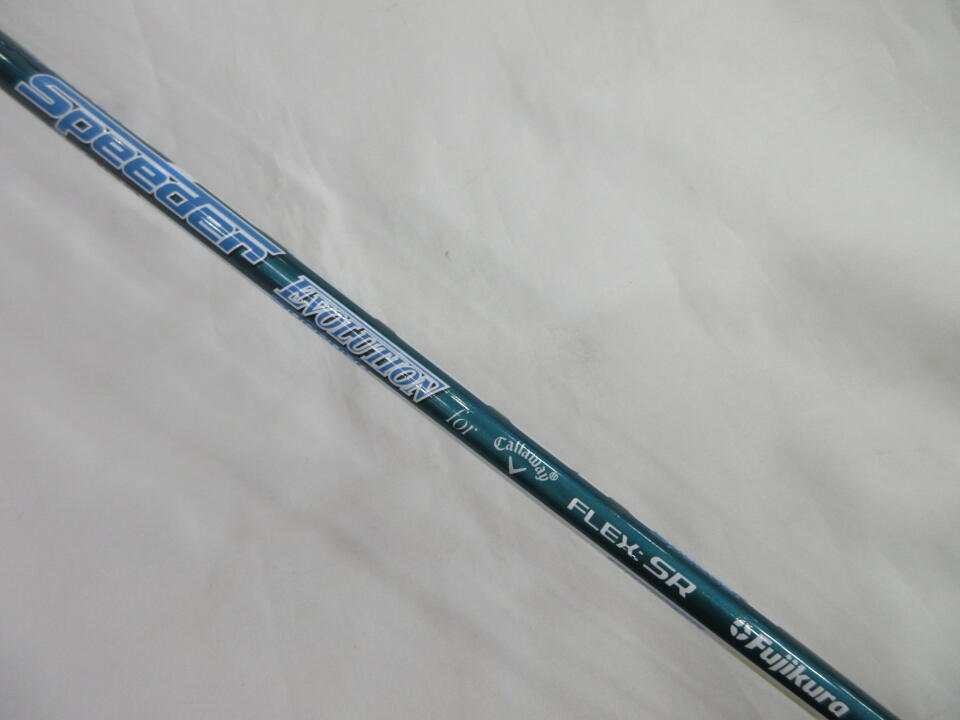 Speeder EVOLUTION for Callaway® FLEX: SR Fujikura